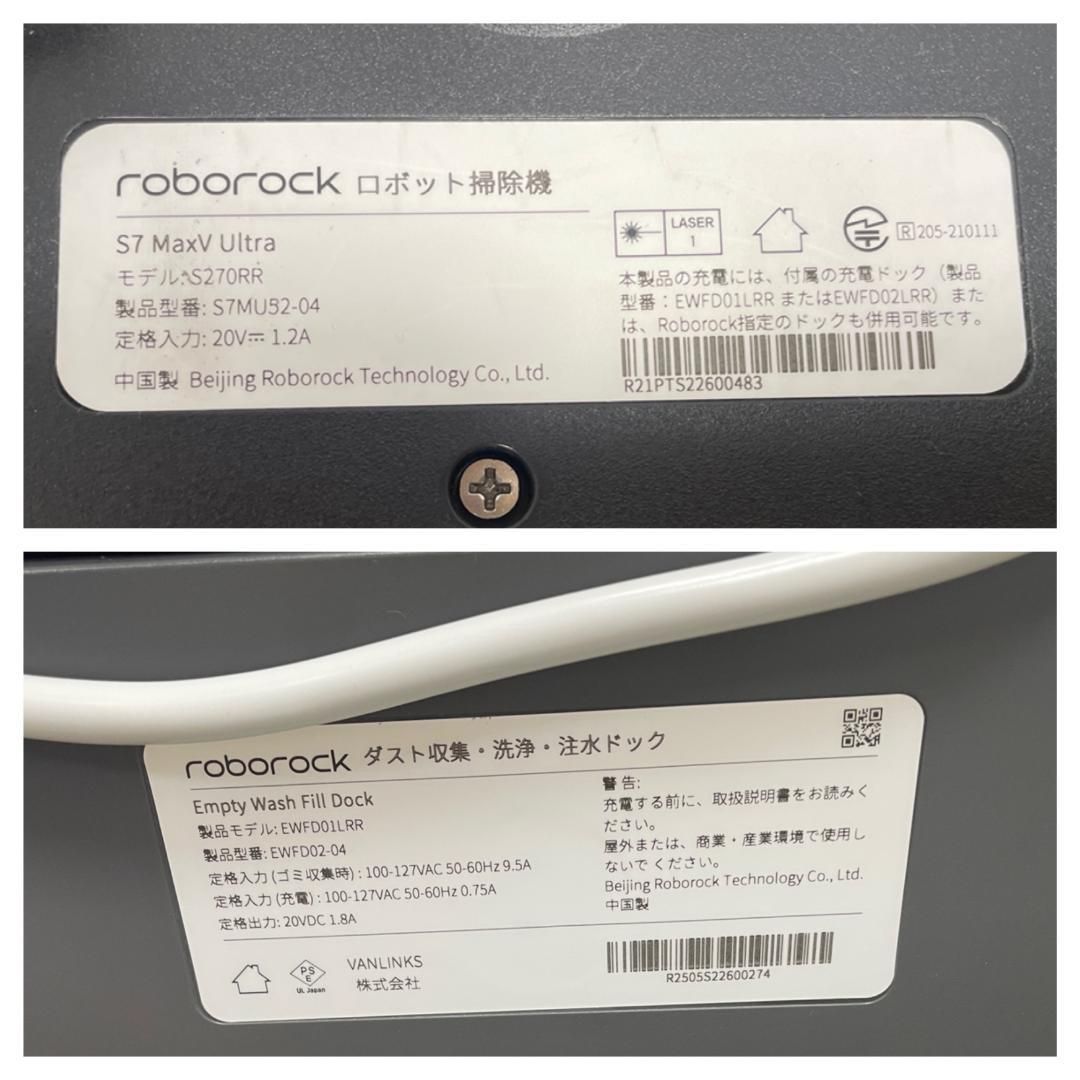 roborock ロボット掃除機
S7 MaxV Ultra
モデル:S270RR
製品型番: S7MU52-04
定格入力: 20V⎓ 1.2A
中国製 Beijing Roborock Technology Co., Ltd.
LASER
1
R 205-210111
本製品の充電には、付属の充電ドック（製品
型番：EWFD01LRR またはEWFD02LRR）また
は、Roborock指定のドックも併用可能です。
R21PTS22600483
roborock ダスト収集・洗浄・注水ドック
Empty Wash Fill Dock
製品モデル: EWFD01LRR
製品型番: EWFD02-04
定格入力 (ゴミ収集時) : 100-127VAC 50-60Hz 9.5A
定格入力 (充電) : 100-127VAC 50-60Hz 0.75A
定格出力: 20VDC 1.8A
警告:
充電する前に、取扱説明書をお読みく
ださい。
屋外または、商業・産業環境で使用し
ないでください。
Beijing Roborock Technology Co., Ltd.
中国製
PS
E
UL Japan
VANLINKS
株式会社
R2505S22600274